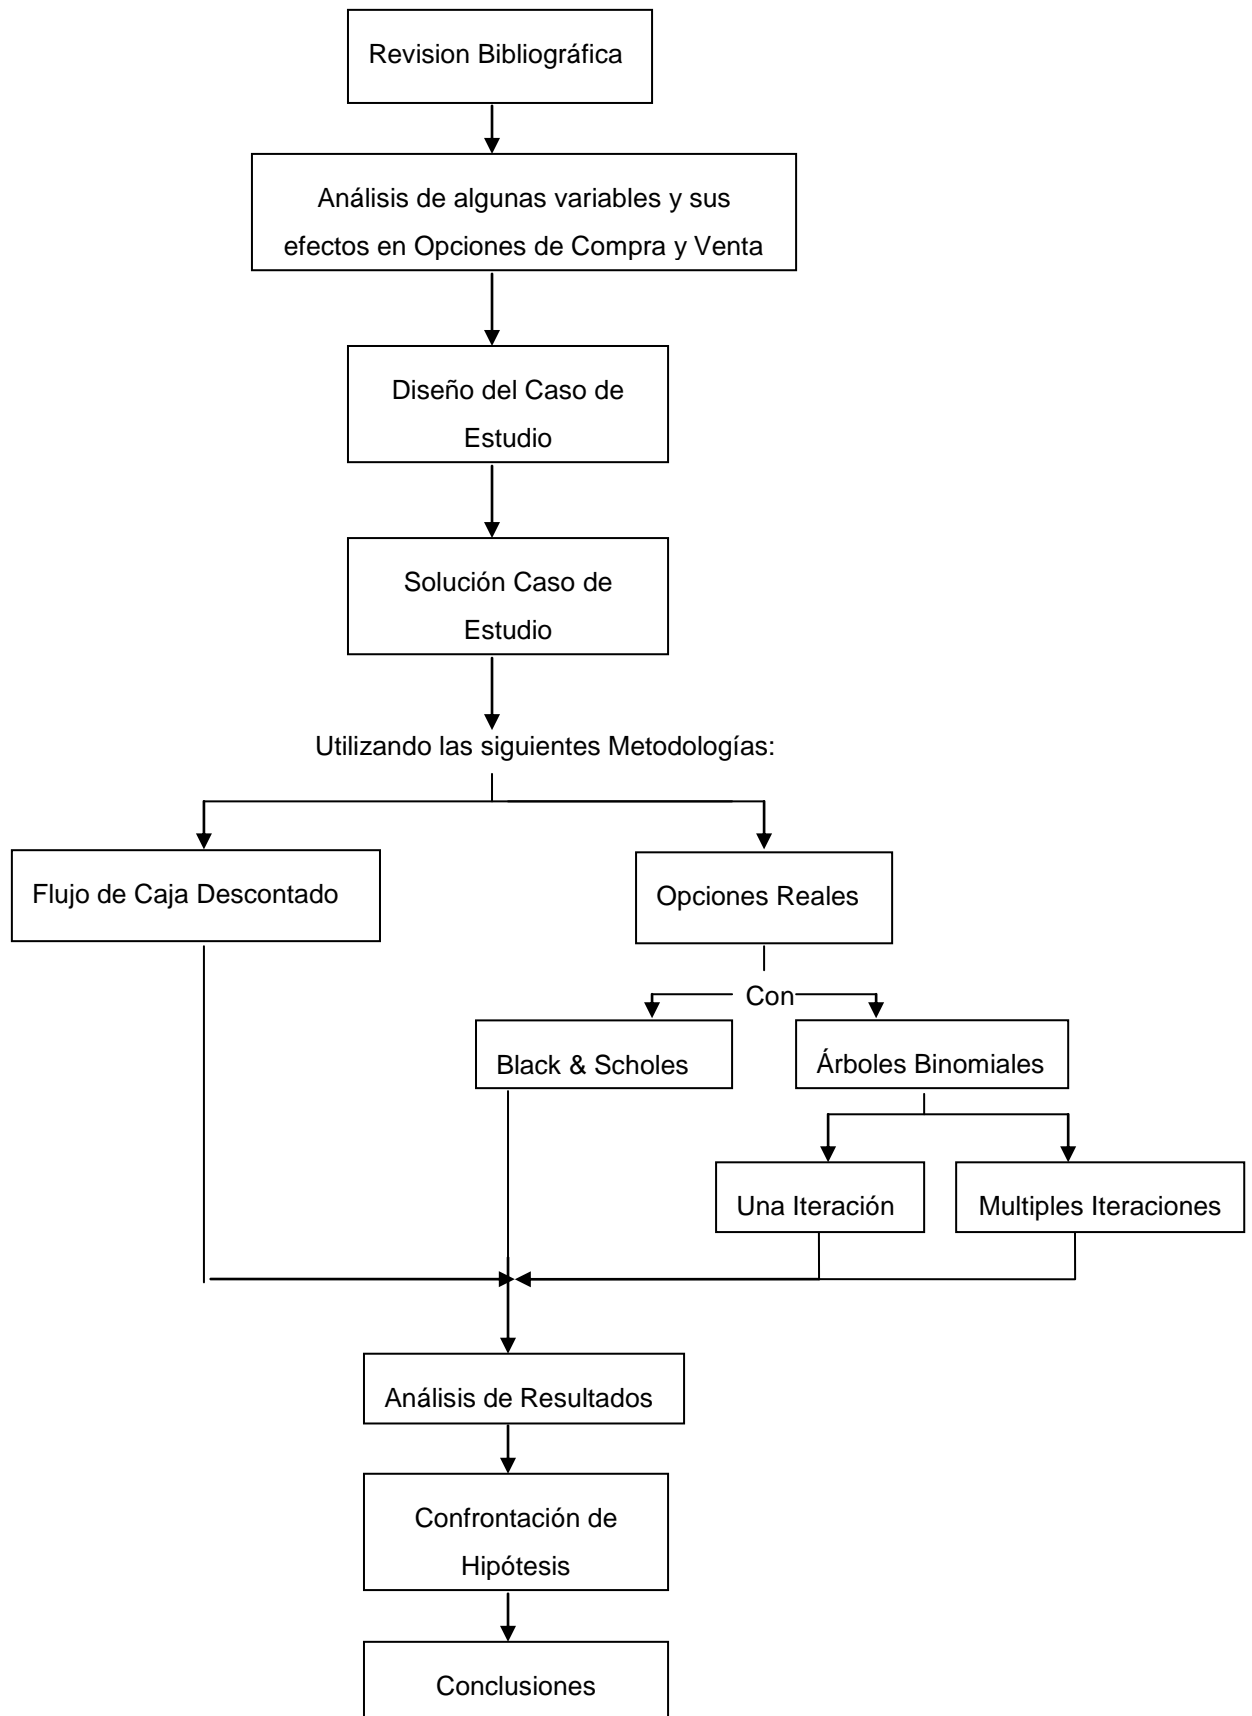 Revision Bibliográfica
Análisis de algunas variables y sus
efectos en Opciones de Compra y Venta
Diseño del Caso de
Estudio
Solución Caso de
Estudio
Utilizando las siguientes Metodologías:
Flujo de Caja Descontado
Opciones Reales
Con
Black & Scholes
Árboles Binomiales
Una Iteración
Multiples Iteraciones
Análisis de Resultados
Confrontación de
Hipótesis
Conclusiones